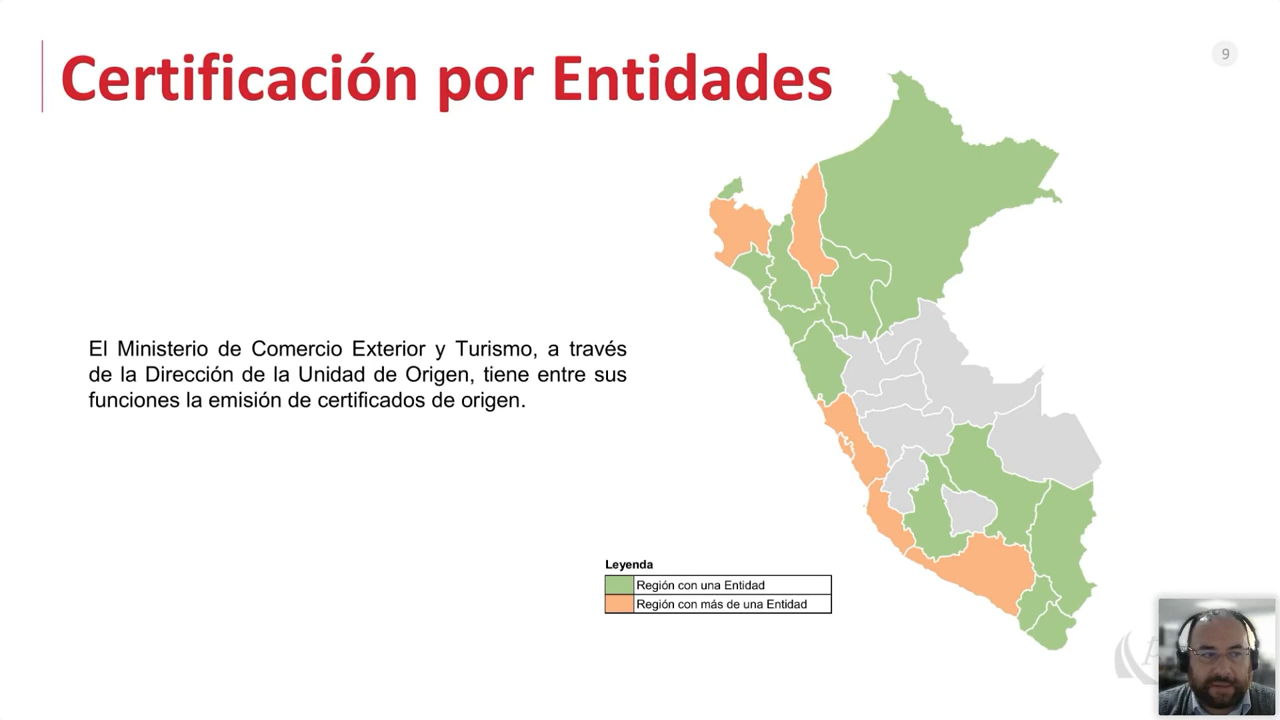 Certificación por Entidades
9
El Ministerio de Comercio Exterior y Turismo, a través
de la Dirección de la Unidad de Origen, tiene entre sus
funciones la emisión de certificados de origen.
Leyenda
Región con una Entidad
Región con más de una Entidad